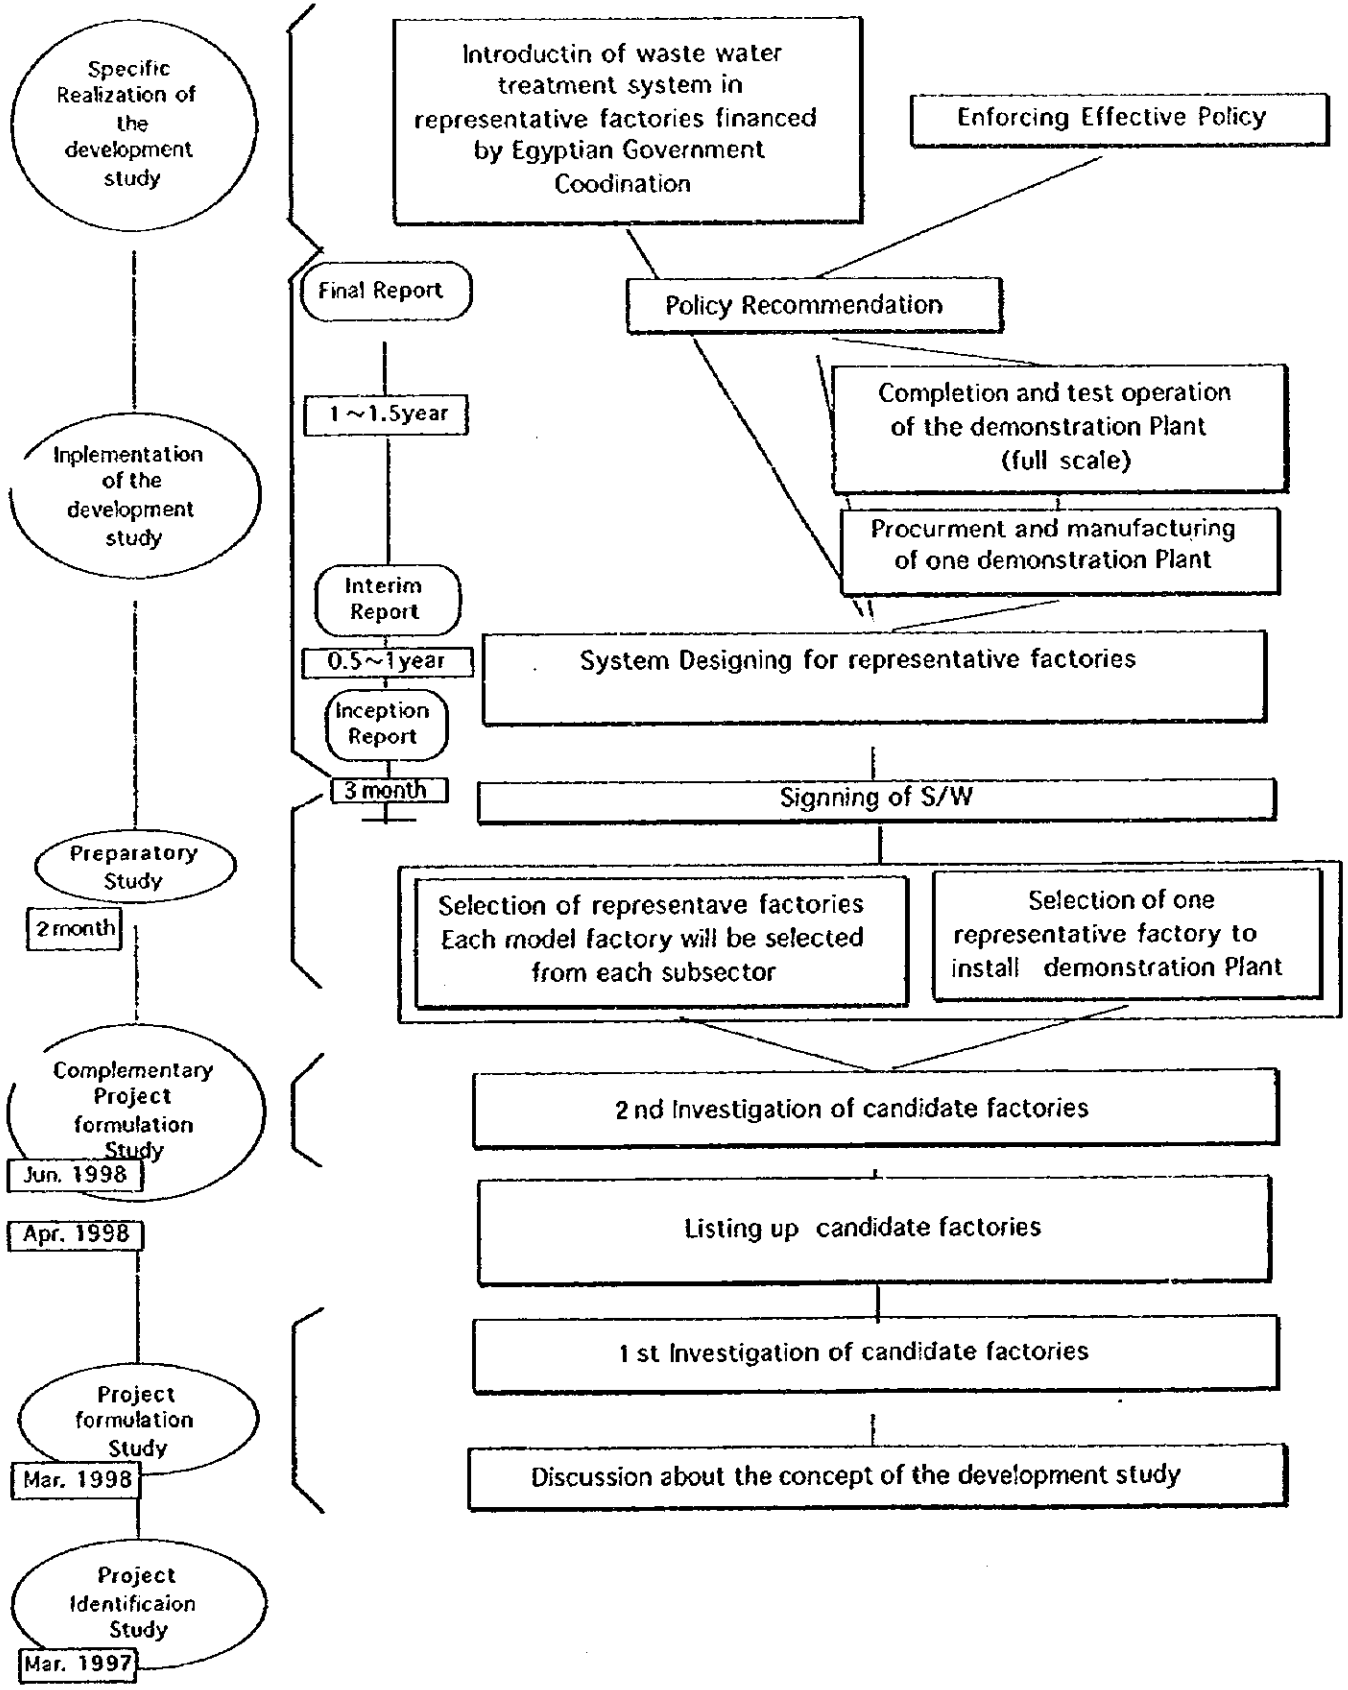 Specific
Realization of
the
development
study
Introductin of waste water
treatment system in
representative factories financed
by Egyptian Government
Coodination
Enforcing Effective Policy
Final Report
Policy Recommendation
1~1.5year
Completion and test operation
of the demonstration Plant
(full scale)
Inplementation
of the
development
study
Procurment and manufacturing
of one demonstration Plant
Interim
Report
0.5~1year
System Designing for representative factories
Inception
Report
3 month
Signning of S/W
Preparatory
Study
2 month
Selection of representave factories
Each model factory will be selected
from each subsector
Selection of one
representative factory to
install demonstration Plant
Complementary
Project
formulation
Study
Jun. 1998
2 nd Investigation of candidate factories
Apr. 1998
Listing up candidate factories
1 st Investigation of candidate factories
Project
formulation
Study
Mar. 1998
Discussion about the concept of the development study
Project
Identificaion
Study
Mar. 1997